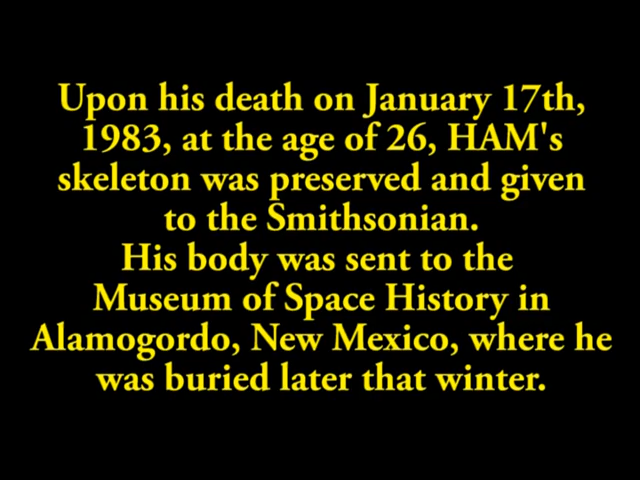 Upon his death on January 17th,
1983, at the age of 26, HAM's
skeleton was preserved and given
to the Smithsonian.
His body was sent to the
Museum of Space History in
Alamogordo, New Mexico, where he
was buried later that winter.